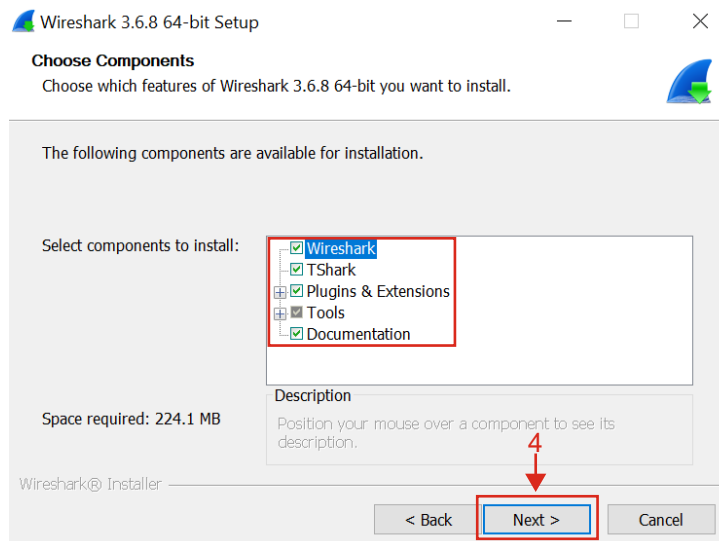 Wireshark 3.6.8 64-bit Setup
Choose Components
Choose which features of Wireshark 3.6.8 64-bit you want to install.
The following components are available for installation.
Select components to install:
Wireshark
TShark
Plugins & Extensions
Tools
Documentation
Space required: 224.1 MB
Description
Position your mouse over a component to see its
description.
4
Wireshark® Installer
< Back
Next >
Cancel